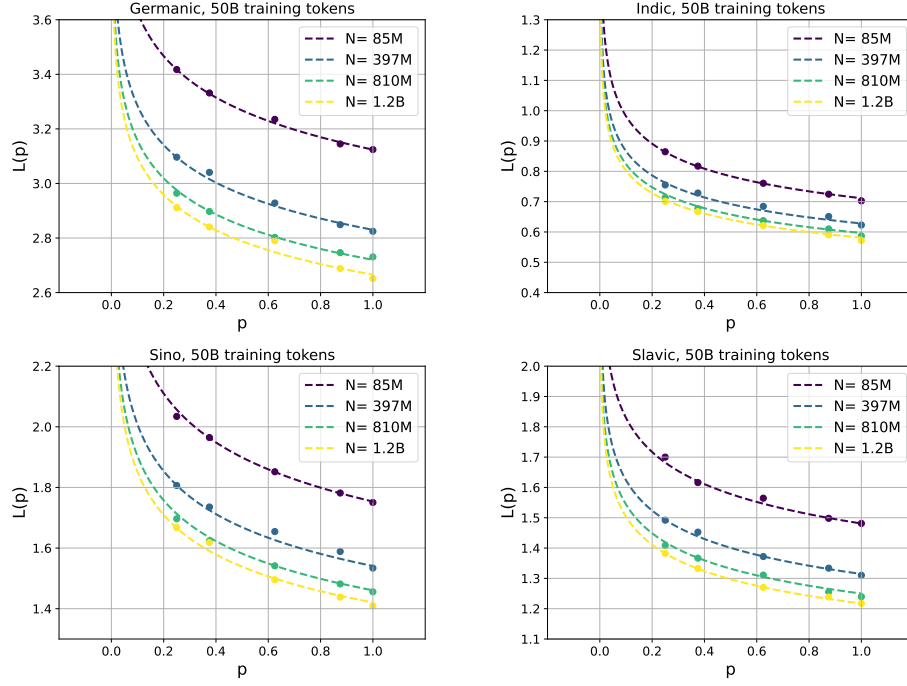 Germanic, 50B training tokens
3.6
3.4
3.2
3.0
2.8
2.6
L(p)
0.0 0.2 0.4 0.6 0.8 1.0
p
N= 85M
N= 397M
N= 810M
N= 1.2B
Indic, 50B training tokens
1.3
1.2
1.1
1.0
0.9
0.8
0.7
0.6
0.5
0.4
L(p)
0.0 0.2 0.4 0.6 0.8 1.0
p
N= 85M
N= 397M
N= 810M
N= 1.2B
Sino, 50B training tokens
2.2
2.0
1.8
1.6
1.4
L(p)
0.0 0.2 0.4 0.6 0.8 1.0
p
N= 85M
N= 397M
N= 810M
N= 1.2B
Slavic, 50B training tokens
2.0
1.9
1.8
1.7
1.6
1.5
1.4
1.3
1.2
1.1
L(p)
0.0 0.2 0.4 0.6 0.8 1.0
p
N= 85M
N= 397M
N= 810M
N= 1.2B